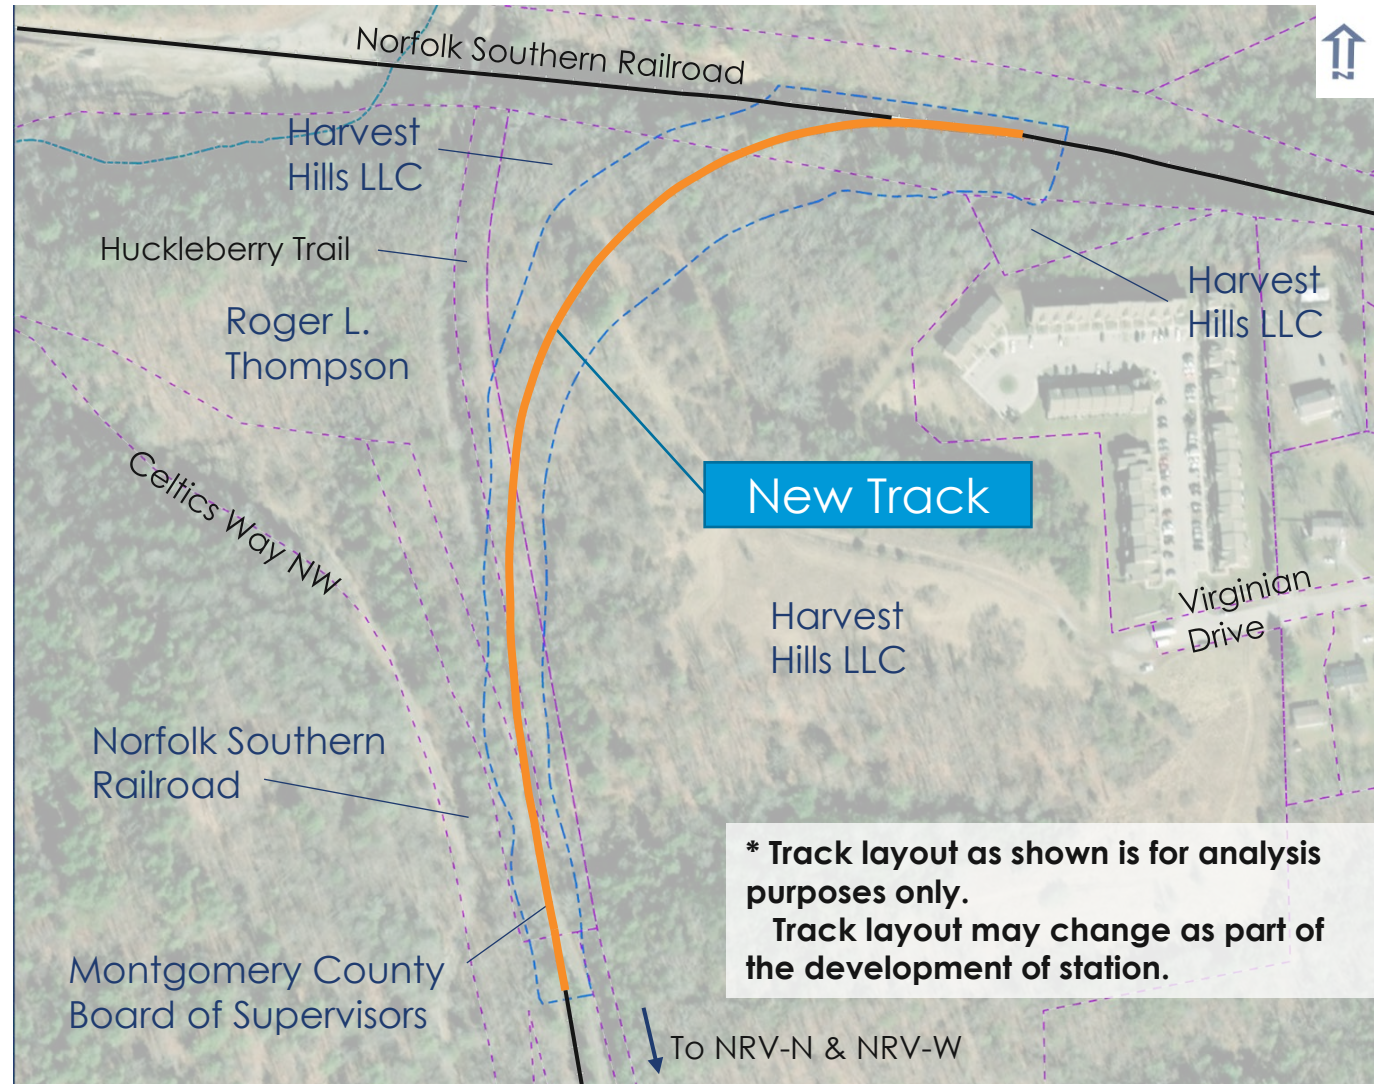 Norfolk Southern Railroad
N
Harvest
Hills LLC
Huckleberry Trail
Harvest
Hills LLC
Roger L.
Thompson
Celtics Way NW
New Track
Virginian
Drive
Harvest
Hills LLC
Norfolk Southern
Railroad
* Track layout as shown is for analysis
purposes only.
Track layout may change as part of
the development of station.
Montgomery County
Board of Supervisors
To NRV-N & NRV-W